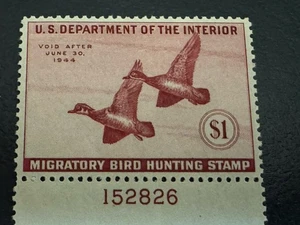 U.S. DEPARTMENT OF THE INTERIOR
VOID AFTER
JUNE 30,
1944
$1
MIGRATORY BIRD HUNTING STAMP
152826